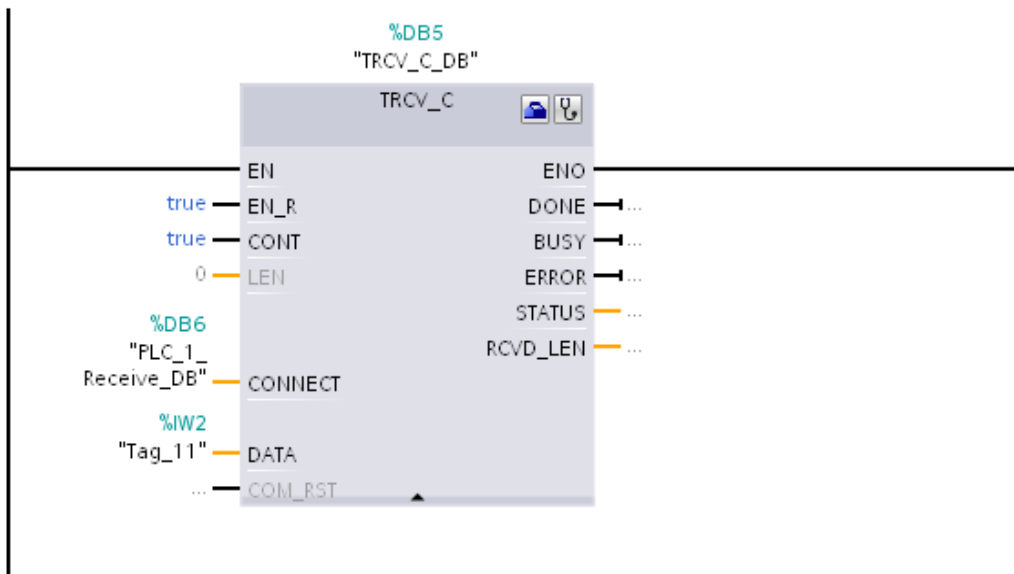 %DB5
"TRCV_C_DB"
TRCV_C
EN
ENO
true
EN_R
DONE
...
true
CONT
BUSY
...
0
LEN
ERROR
...
STATUS
...
%DB6
"PLC_1_
Receive_DB"
RCVD_LEN
...
CONNECT
%IW2
"Tag_11"
DATA
...
COM_RST